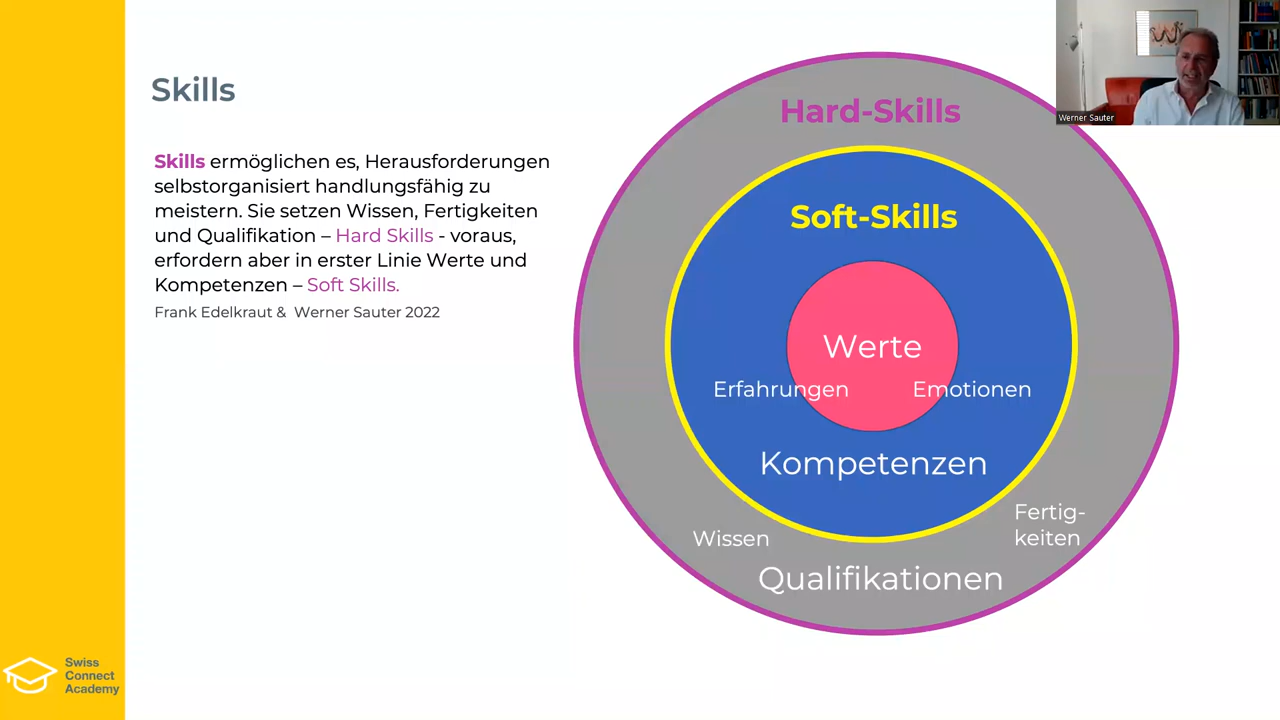 Skills
Skills ermöglichen es, Herausforderungen
selbstorganisiert handlungsfähig zu
meistern. Sie setzen Wissen, Fertigkeiten
und Qualifikation – Hard Skills - voraus,
erfordern aber in erster Linie Werte und
Kompetenzen – Soft Skills.
Frank Edelkraut & Werner Sauter 2022
Hard-Skills
Soft-Skills
Werte
Erfahrungen
Emotionen
Kompetenzen
Wissen
Fertig-
keiten
Qualifikationen
Werner Sauter
Swiss
Connect
Academy